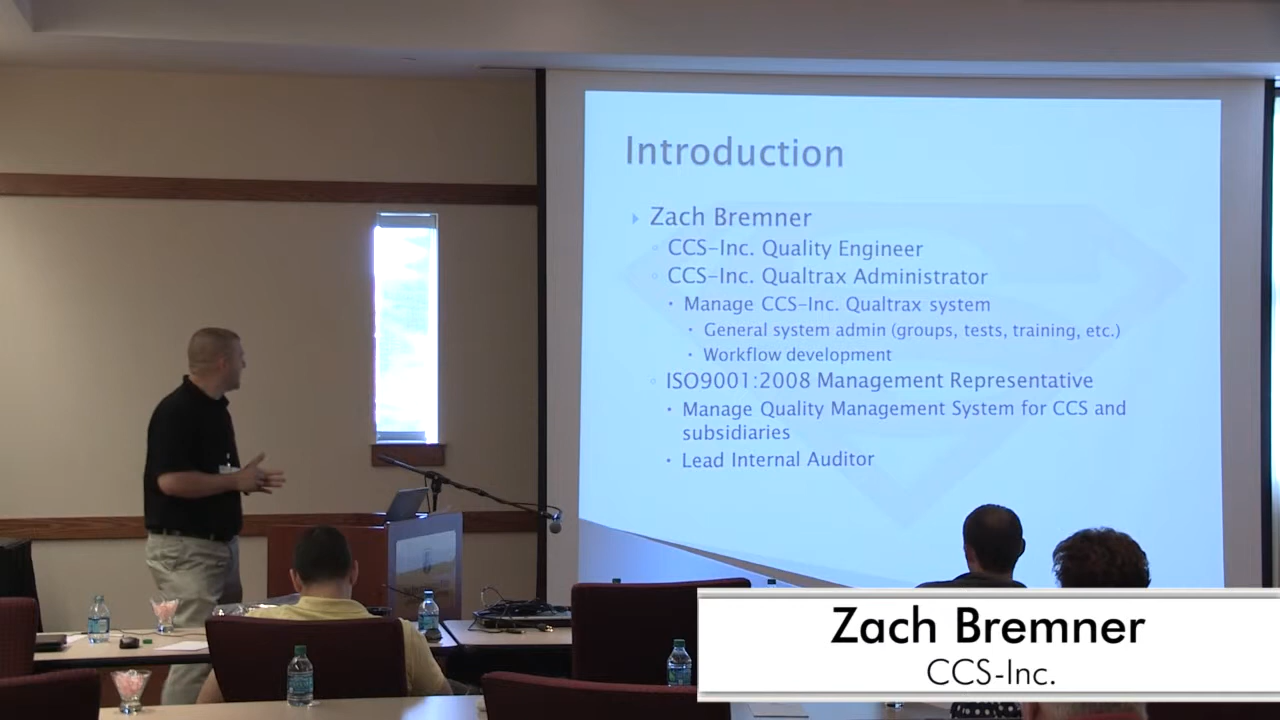 Introduction
Zach Bremner
CCS-Inc. Quality Engineer
CCS-Inc. Qualtrax Administrator
Manage CCS-Inc. Qualtrax system
General system admin (groups, tests, training, etc.)
Workflow development
ISO9001:2008 Management Representative
Manage Quality Management System for CCS and
subsidiaries
Lead Internal Auditor
Zach Bremner
CCS-Inc.